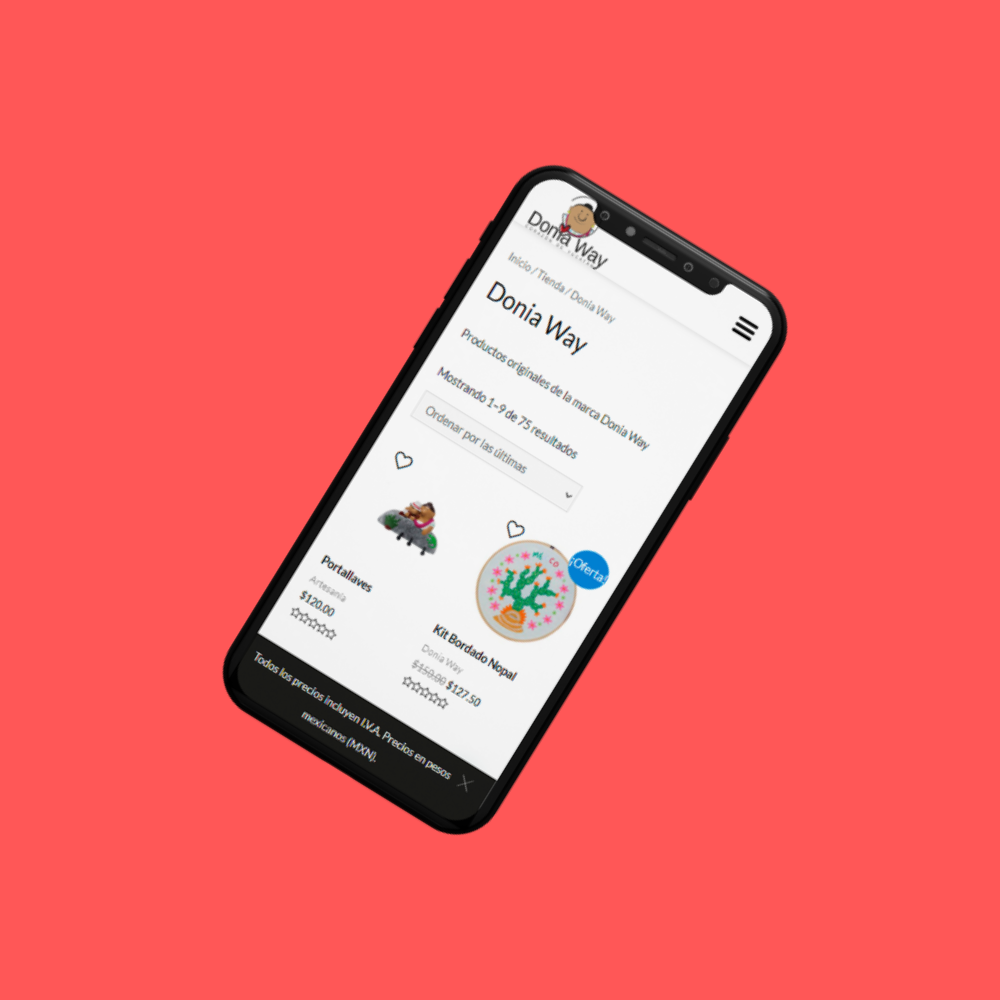 Donia Way
Inicio / Tienda / Donia Way
Donia Way
Productos originales de la marca Donia Way
Mostrando 1–9 de 75 resultados
Ordenar por las últimas
¡Oferta!
Portallaves
Artesanía
$120.00
Kit Bordado Nopal
Donia Way
$150.00 $127.50
Todos los precios incluyen I.V.A. Precios en pesos
mexicanos (MXN).